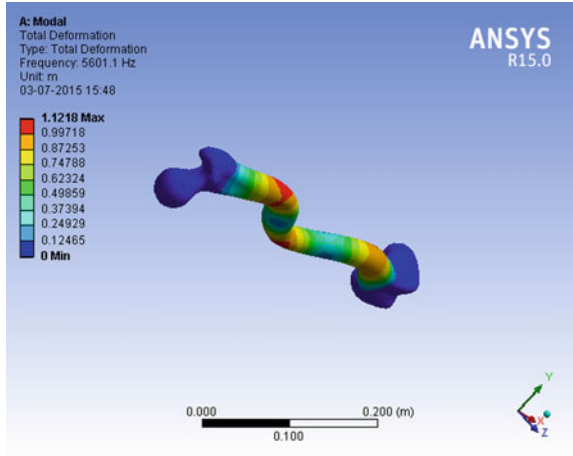 A: Modal
Total Deformation
Type: Total Deformation
Frequency: 5601.1 Hz
Unit: m
03-07-2015 15:48
ANSYS
R15.0
1.1218 Max
0.99718
0.87253
0.74788
0.62324
0.49859
0.37394
0.24929
0.12465
0 Min
0.000
0.200 (m)
0.100
Y
X
Z